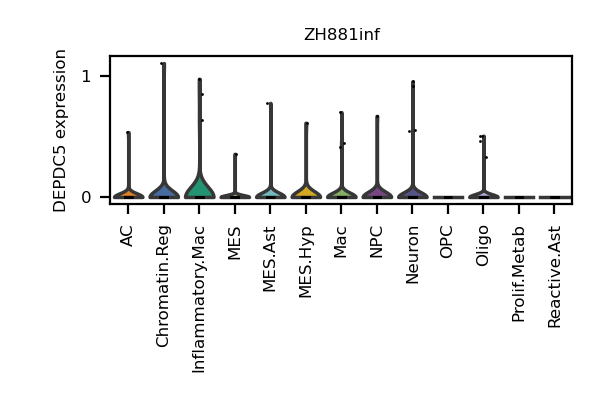 ZH881inf
DEPDC5 expression
1
0
AC
Chromatin.Reg
Inflammatory.Mac
MES
MES.Ast
MES.Hyp
Mac
NPC
Neuron
OPC
Oligo
Prolif.Metab
Reactive.Ast